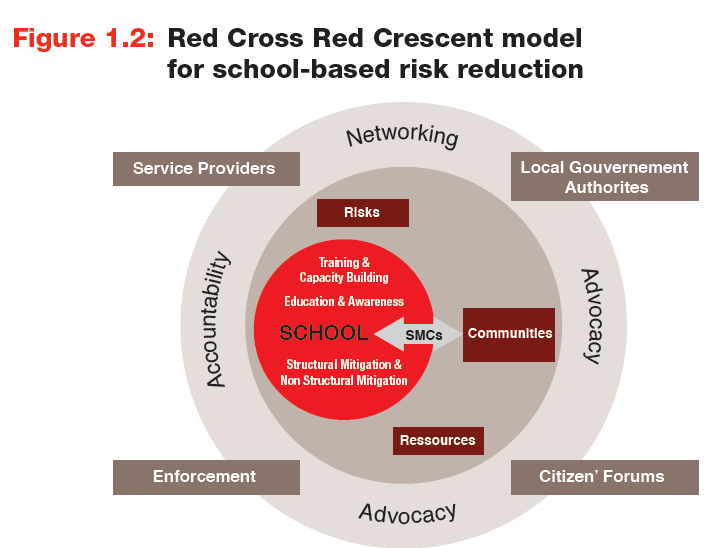 Figure 1.2: Red Cross Red Crescent model
for school-based risk reduction
Networking
Service Providers
Local Gouvernement
Authorites
Risks
Training &
Capacity Building
Education & Awareness
Accountability
SCHOOL
SMCs
Communities
Advocacy
Structural Mitigation &
Non Structural Mitigation
Ressources
Enforcement
Citizen’ Forums
Advocacy